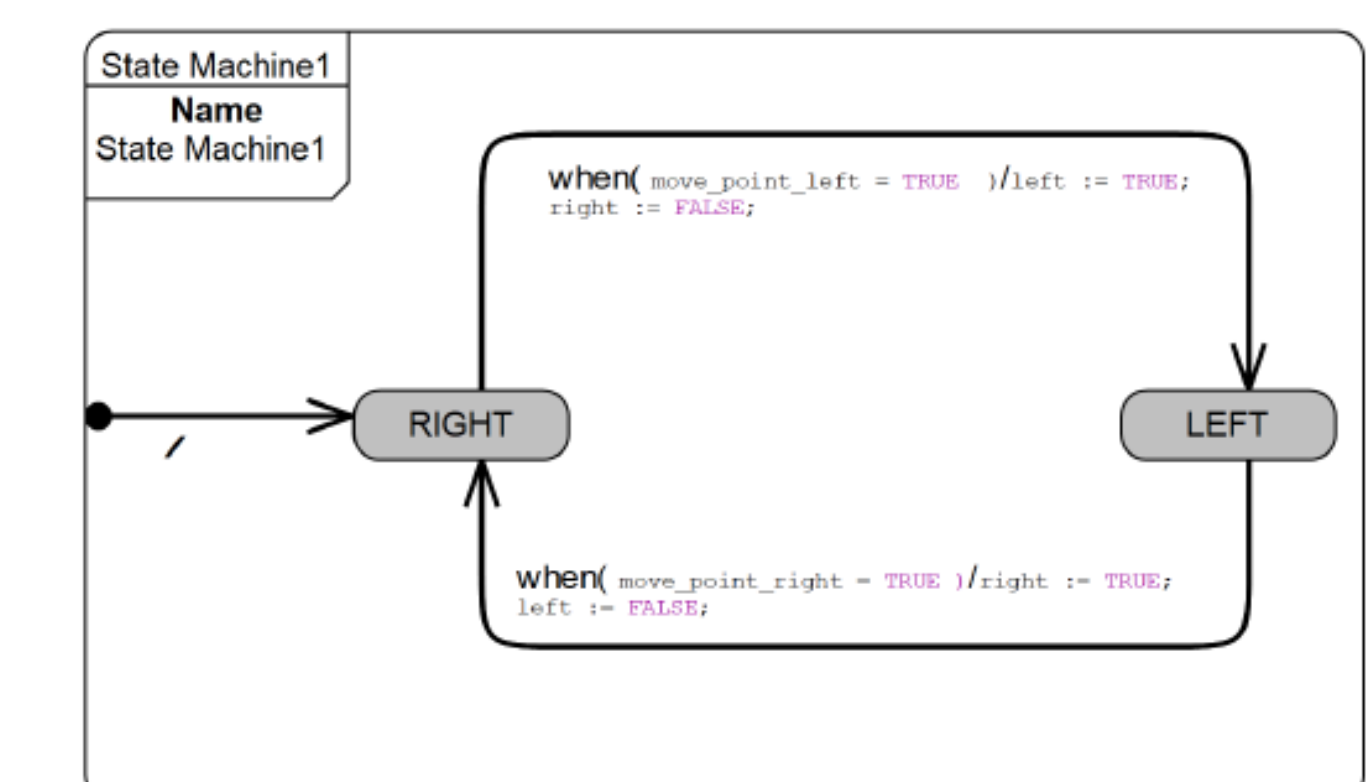 State Machine1
Name
State Machine1
when( move_point_left = TRUE  )/left := TRUE;
right := FALSE;
/
RIGHT
LEFT
when( move_point_right = TRUE )/right := TRUE;
left := FALSE;